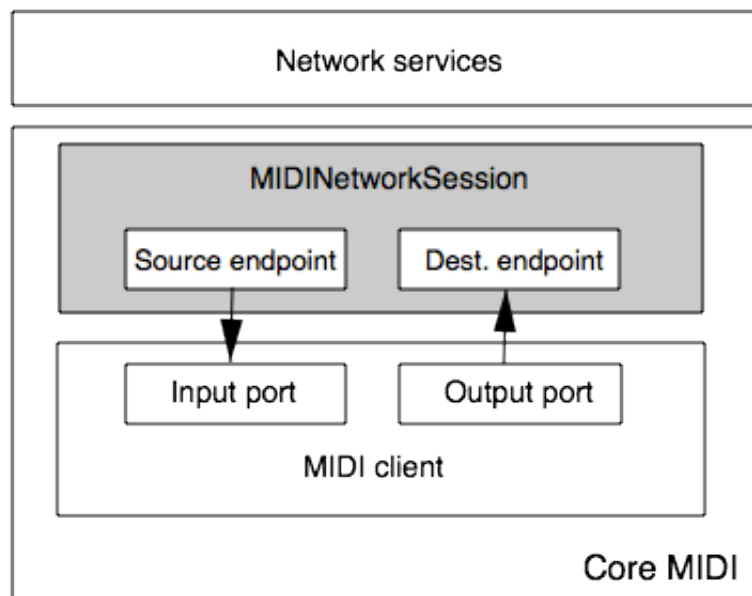 Network services
MIDINetworkSession
Source endpoint
Dest. endpoint
Input port
Output port
MIDI client
Core MIDI